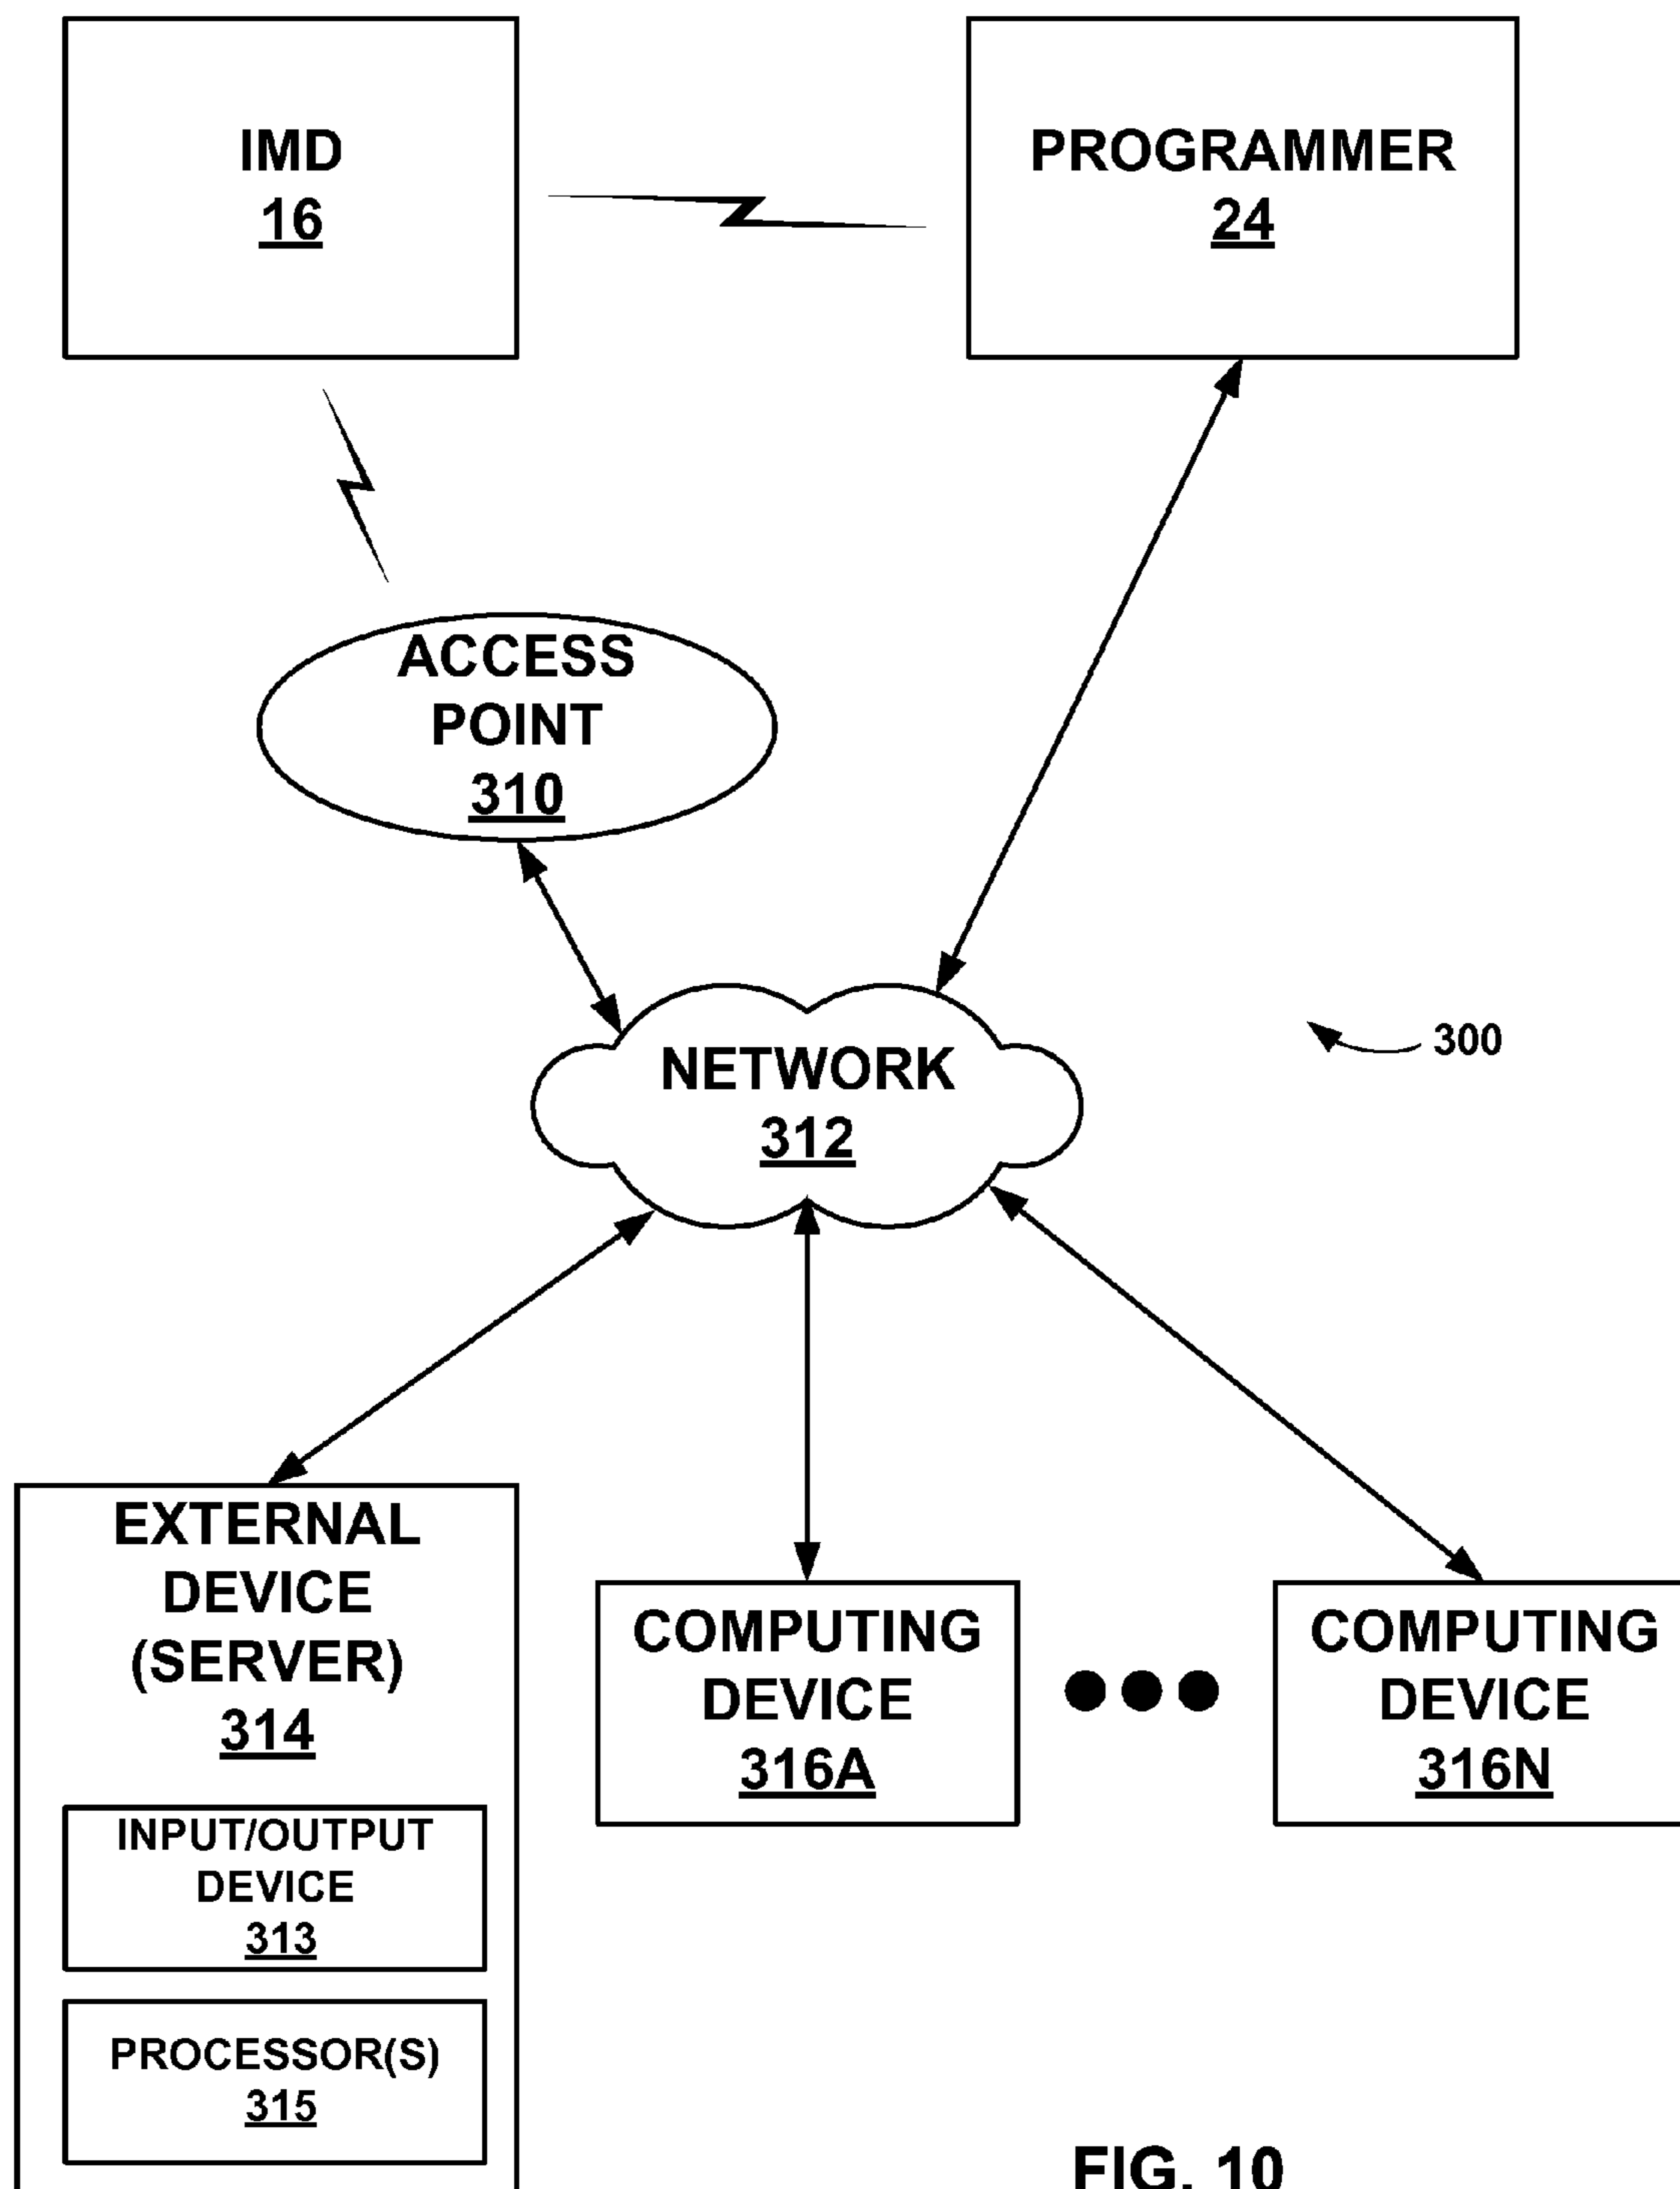 IMD
16
PROGRAMMER
24
ACCESS
POINT
310
NETWORK
312
300
EXTERNAL
DEVICE
(SERVER)
314
INPUT/OUTPUT
DEVICE
313
PROCESSOR(S)
315
COMPUTING
DEVICE
316A
COMPUTING
DEVICE
316N
FIG. 10